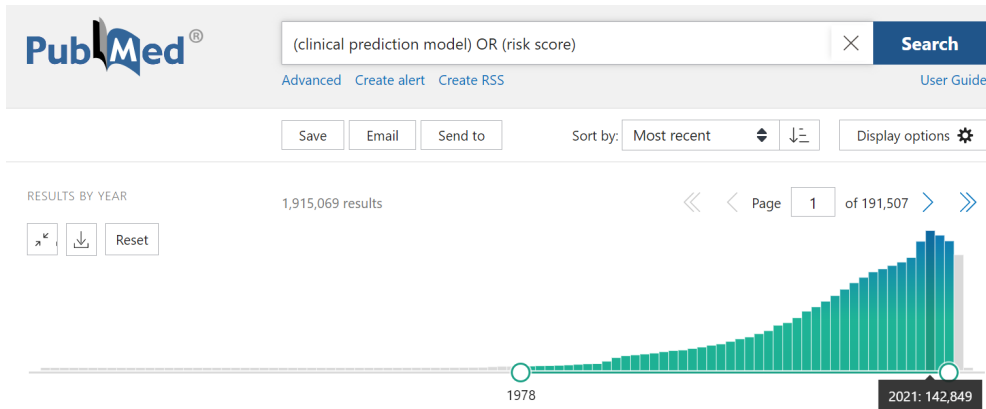 PubMed®
(clinical prediction model) OR (risk score)
Search
Advanced Create alert Create RSS
User Guide
Save Email Send to
Sort by: Most recent
Display options
RESULTS BY YEAR
1,915,069 results
Page 1 of 191,507
Reset
1978
2021: 142,849